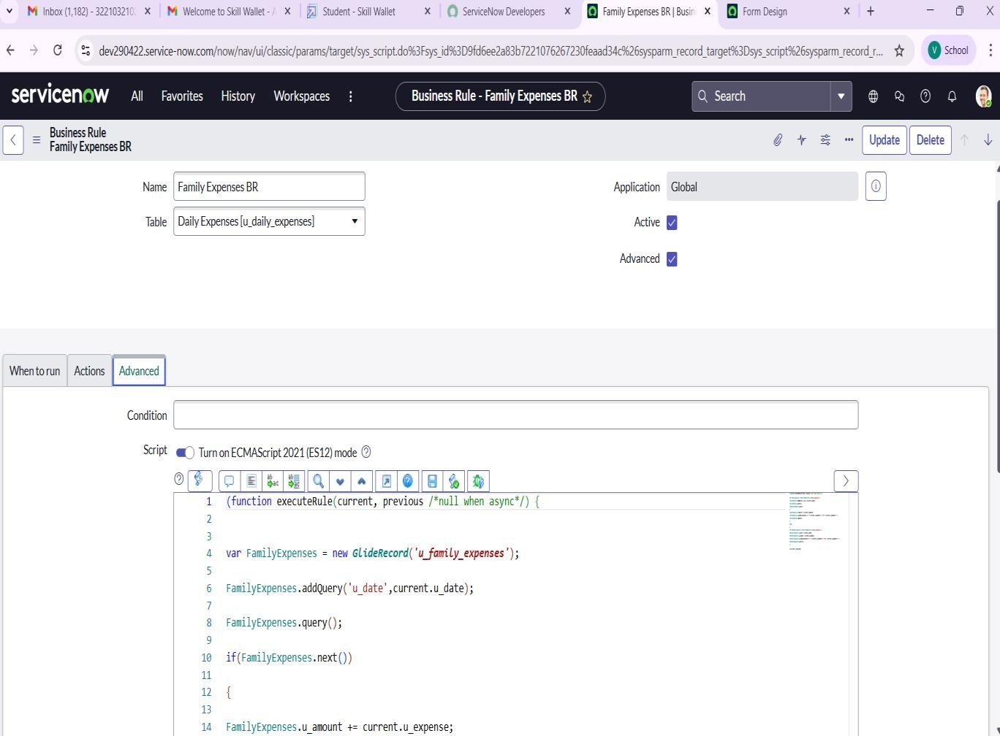 Inbox (1,182) - 3221032102
Welcome to Skill Wallet - A
Student - Skill Wallet
ServiceNow Developers
Family Expenses BR | Busin
Form Design
dev290422.service-now.com/now/nav/ui/classic/params/target/sys_script.do%3Fsys_id%3D9fd6ee2a83b7221076267230feaad34c%26sysparm_record_target%3Dsys_script%26sysparm_record_r...
V School
servicenow
All Favorites History Workspaces
Business Rule - Family Expenses BR
Search
Business Rule
Family Expenses BR
Update
Delete
Name Family Expenses BR
Application Global
Table Daily Expenses [u_daily_expenses]
Active
Advanced
When to run
Actions
Advanced
Condition
Script Turn on ECMAScript 2021 (ES12) mode
1 (function executeRule(current, previous /*null when async*/) {
2
3
4 var FamilyExpenses = new GlideRecord('u_family_expenses');
5
6 FamilyExpenses.addQuery('u_date',current.u_date);
7
8 FamilyExpenses.query();
9
10 if(FamilyExpenses.next())
11
12 {
13
14 FamilyExpenses.u_amount += current.u_expense;